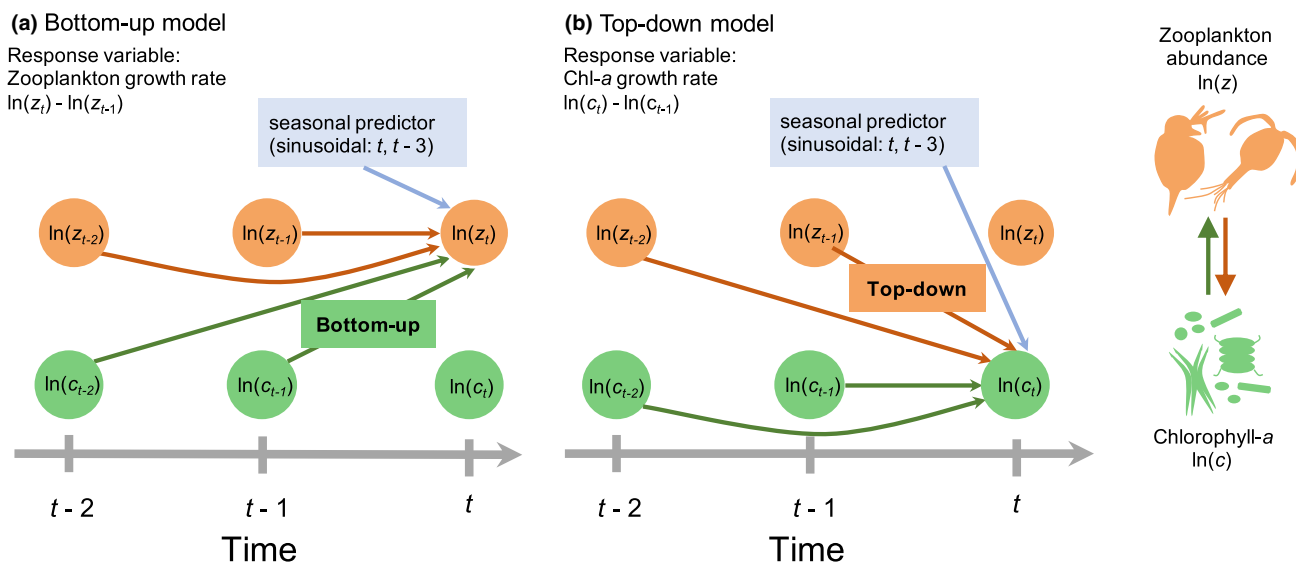 (a) Bottom-up model
Response variable:
Zooplankton growth rate
ln(zₜ) - ln(zₜ₋₁)
seasonal predictor
(sinusoidal: t, t - 3)
ln(zₜ₋₂)
ln(zₜ₋₁)
ln(zₜ)
Bottom-up
ln(cₜ₋₂)
ln(cₜ₋₁)
ln(cₜ)
t - 2
t - 1
t
Time
(b) Top-down model
Response variable:
Chl-a growth rate
ln(cₜ) - ln(cₜ₋₁)
seasonal predictor
(sinusoidal: t, t - 3)
ln(zₜ₋₂)
ln(zₜ₋₁)
ln(zₜ)
Top-down
ln(cₜ₋₂)
ln(cₜ₋₁)
ln(cₜ)
t - 2
t - 1
t
Time
Zooplankton
abundance
ln(z)
Chlorophyll-a
ln(c)